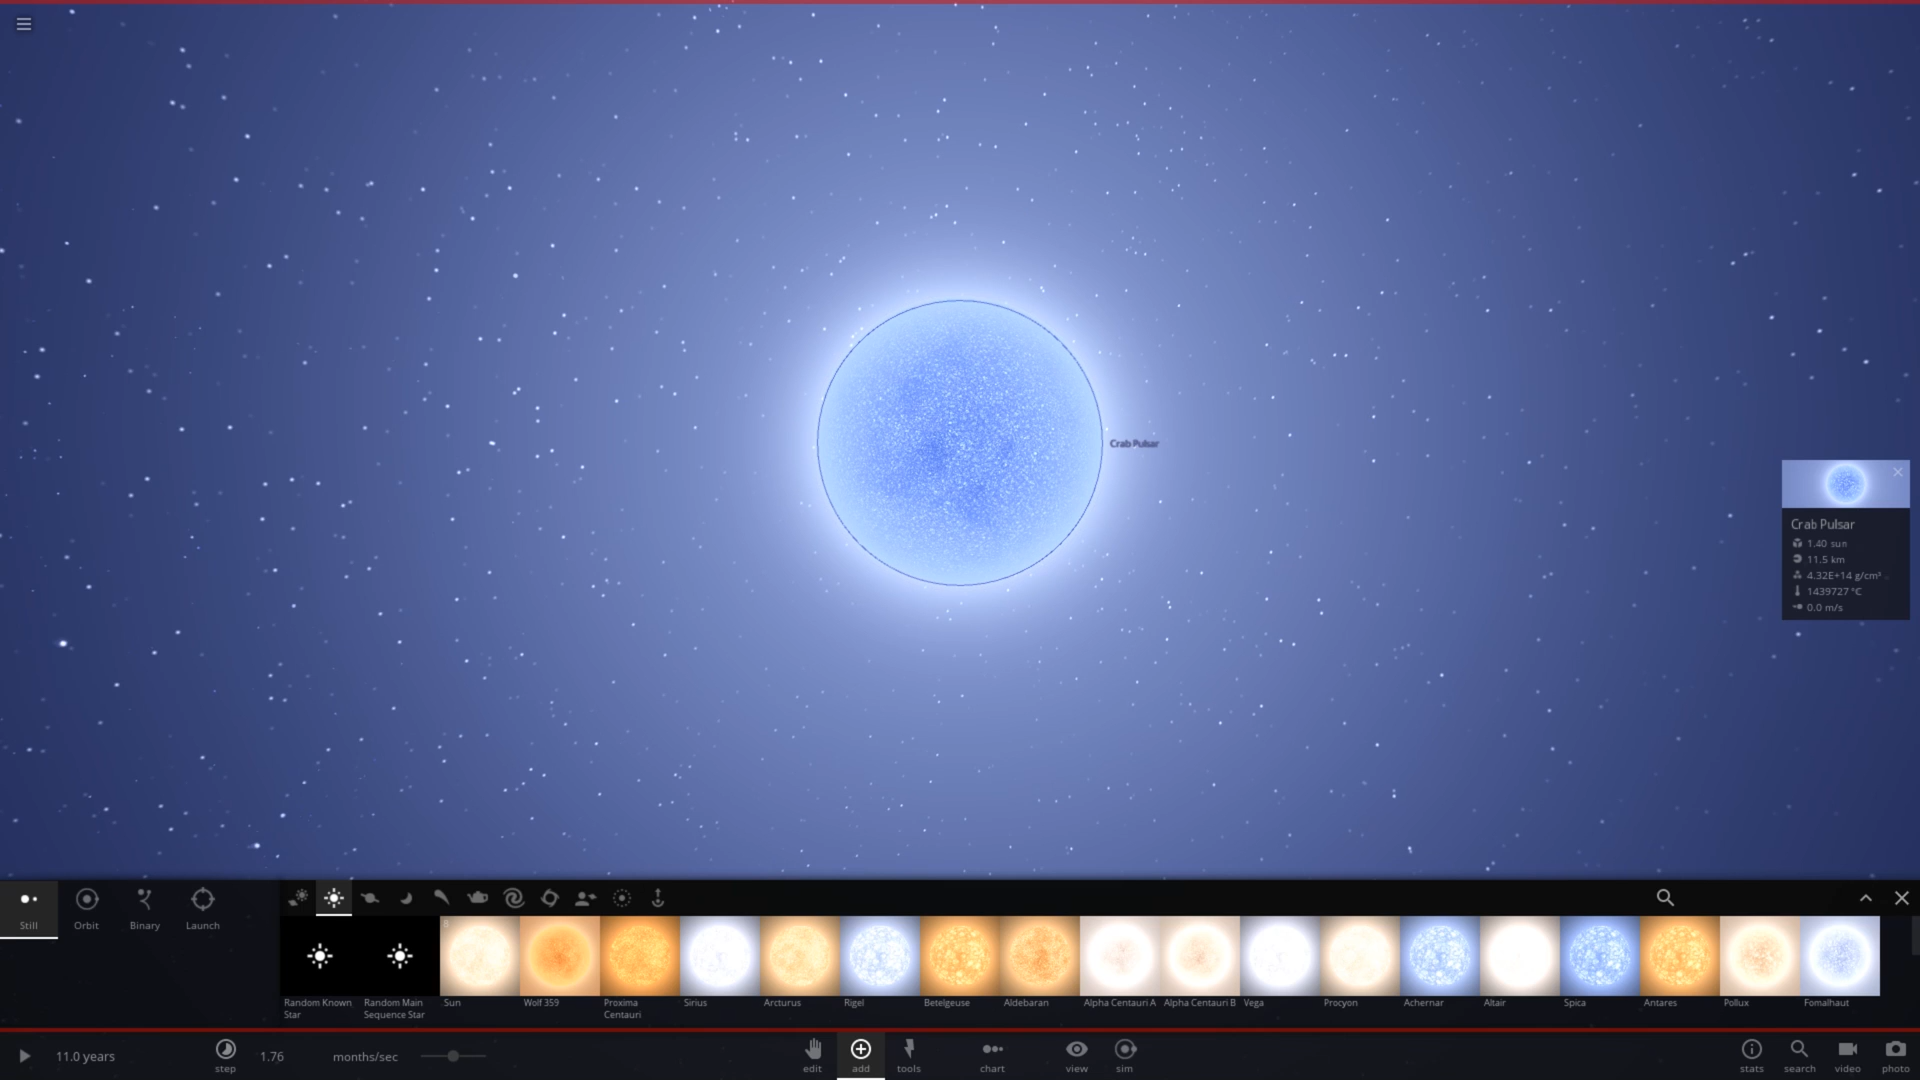 Crab Pulsar
Crab Pulsar
1.40 sun
11.5 km
4.32E+14 g/cm³
1439727 °C
0.0 m/s
Still
Orbit
Binary
Launch
Random Known Star
Random Main Sequence Star
Sun
Wolf 359
Proxima Centauri
Sirius
Arcturus
Rigel
Betelgeuse
Aldebaran
Alpha Centauri A
Alpha Centauri B
Vega
Procyon
Achernar
Altair
Spica
Antares
Pollux
Fomalhaut
11.0 years
step
1.76
months/sec
edit
add
tools
chart
view
sim
stats
search
video
photo